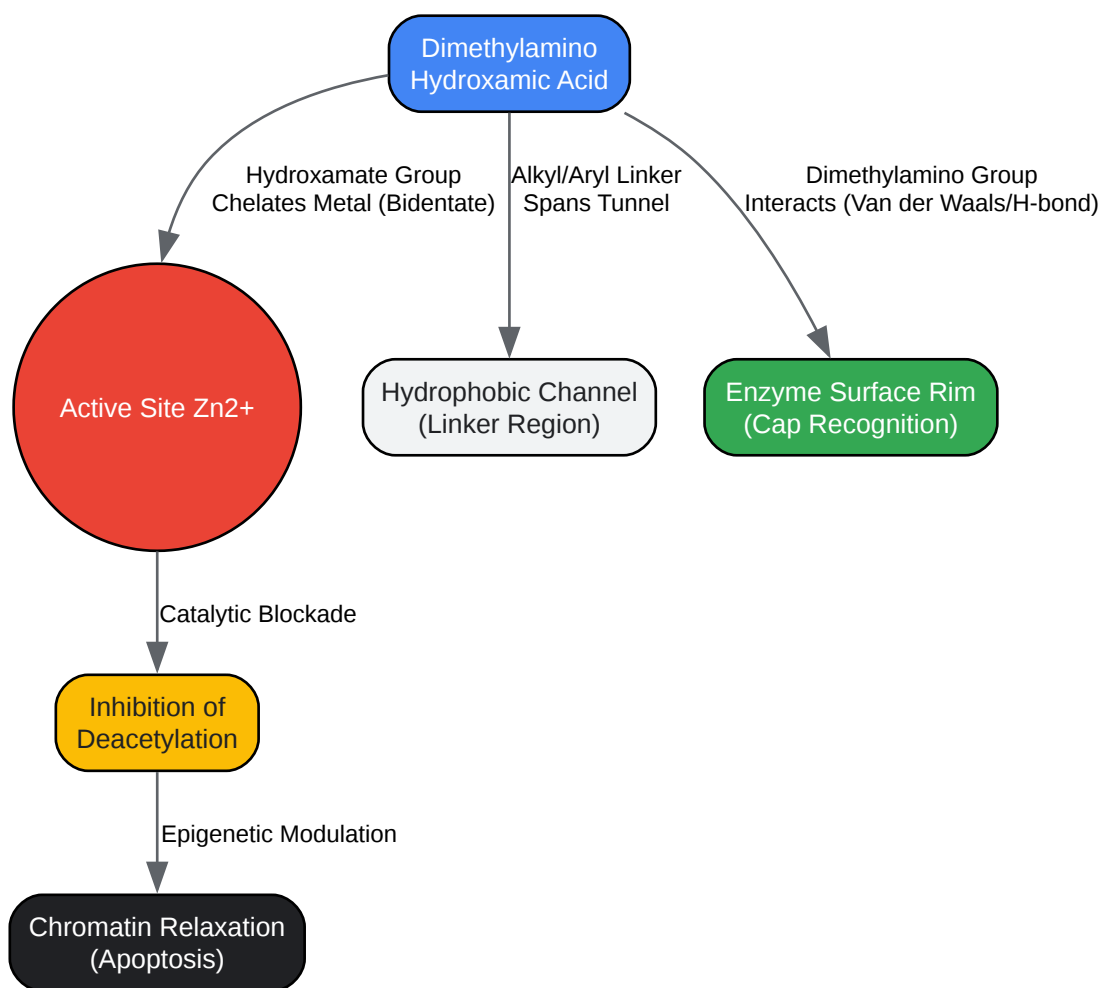 Dimethylamino
Hydroxamic Acid
Hydroxamate Group
Chelates Metal (Bidentate)
Alkyl/Aryl Linker
Spans Tunnel
Dimethylamino Group
Interacts (Van der Waals/H-bond)
Active Site Zn2+
Hydrophobic Channel
(Linker Region)
Enzyme Surface Rim
(Cap Recognition)
Catalytic Blockade
Inhibition of
Deacetylation
Epigenetic Modulation
Chromatin Relaxation
(Apoptosis)